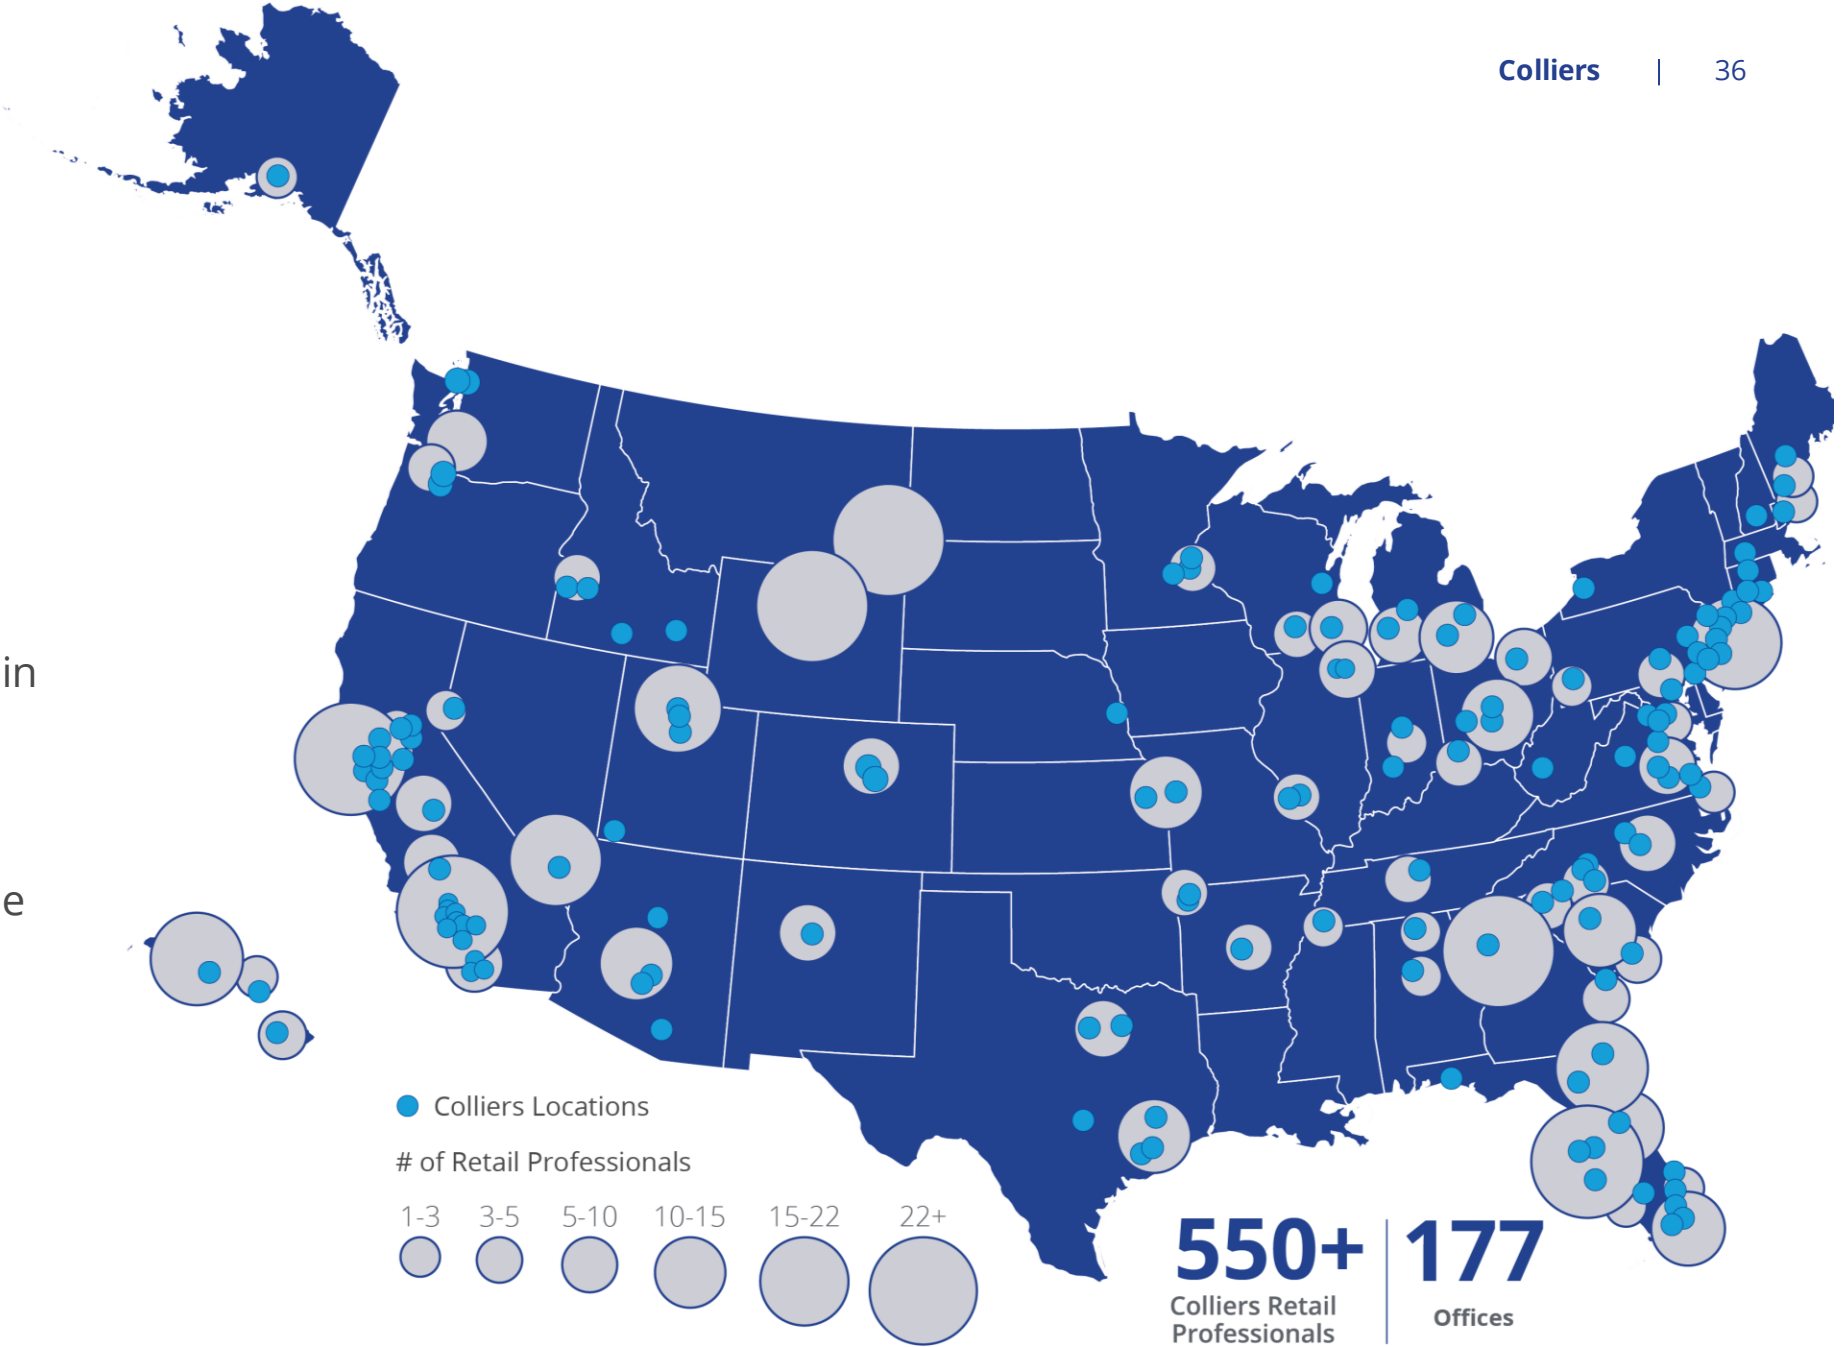 Colliers | 36
in
e
Colliers Locations
# of Retail Professionals
1-3 3-5 5-10 10-15 15-22 22+
550+ 177
Colliers Retail
Professionals
Offices